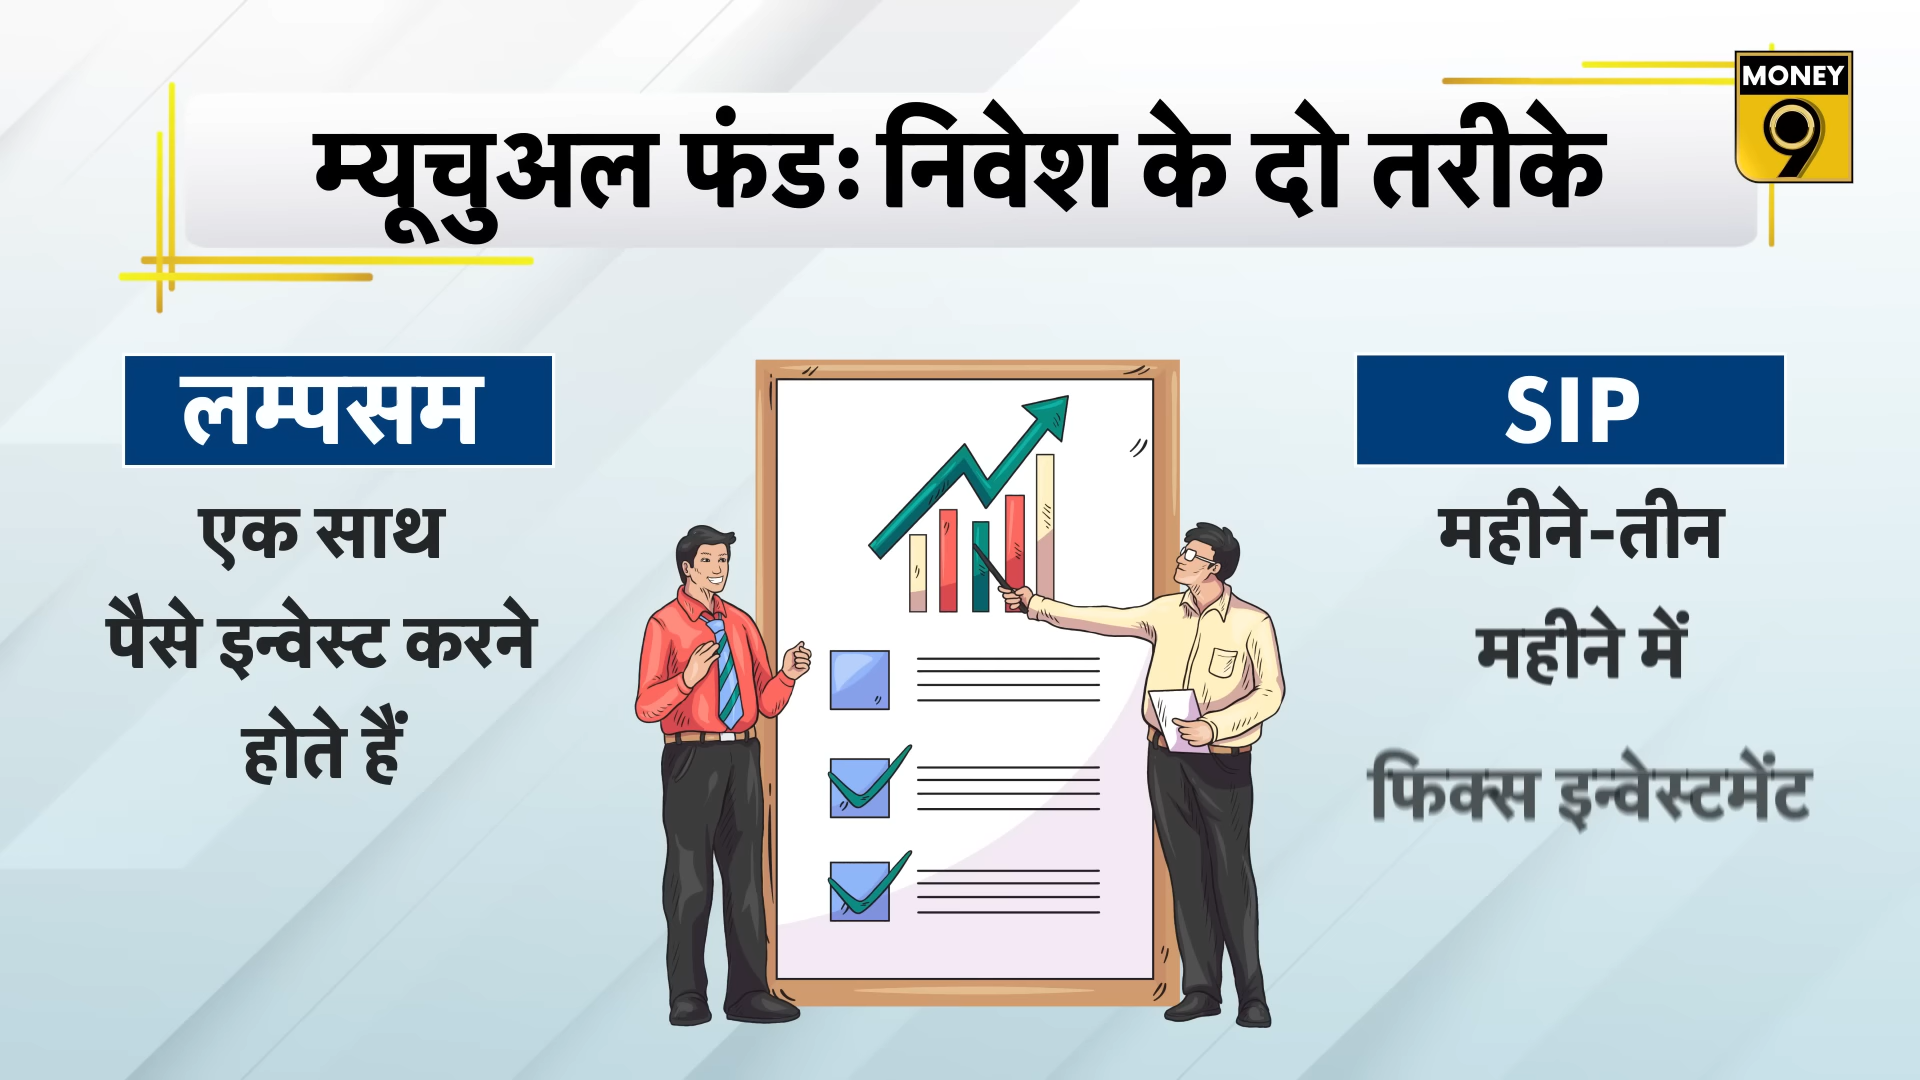 MONEY
9
म्यूचुअल फंडः निवेश के दो तरीके
लम्पसम
एक साथ
पैसे इन्वेस्ट करने
होते हैं
SIP
महीने-तीन
महीने में
फिक्स इन्वेस्टमेंट